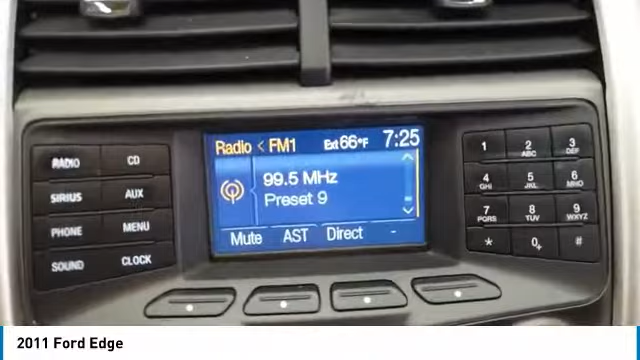 Radio < FM1 Ext 66°F 7:25
99.5 MHz
Preset 9
Mute AST Direct -
RADIO CD
SIRIUS AUX
PHONE MENU
SOUND CLOCK
1 2 ABC 3 DEF
4 GHI 5 JKL 6 MNO
7 PQRS 8 TUV 9 WXYZ
* 0+ #
2011 Ford Edge